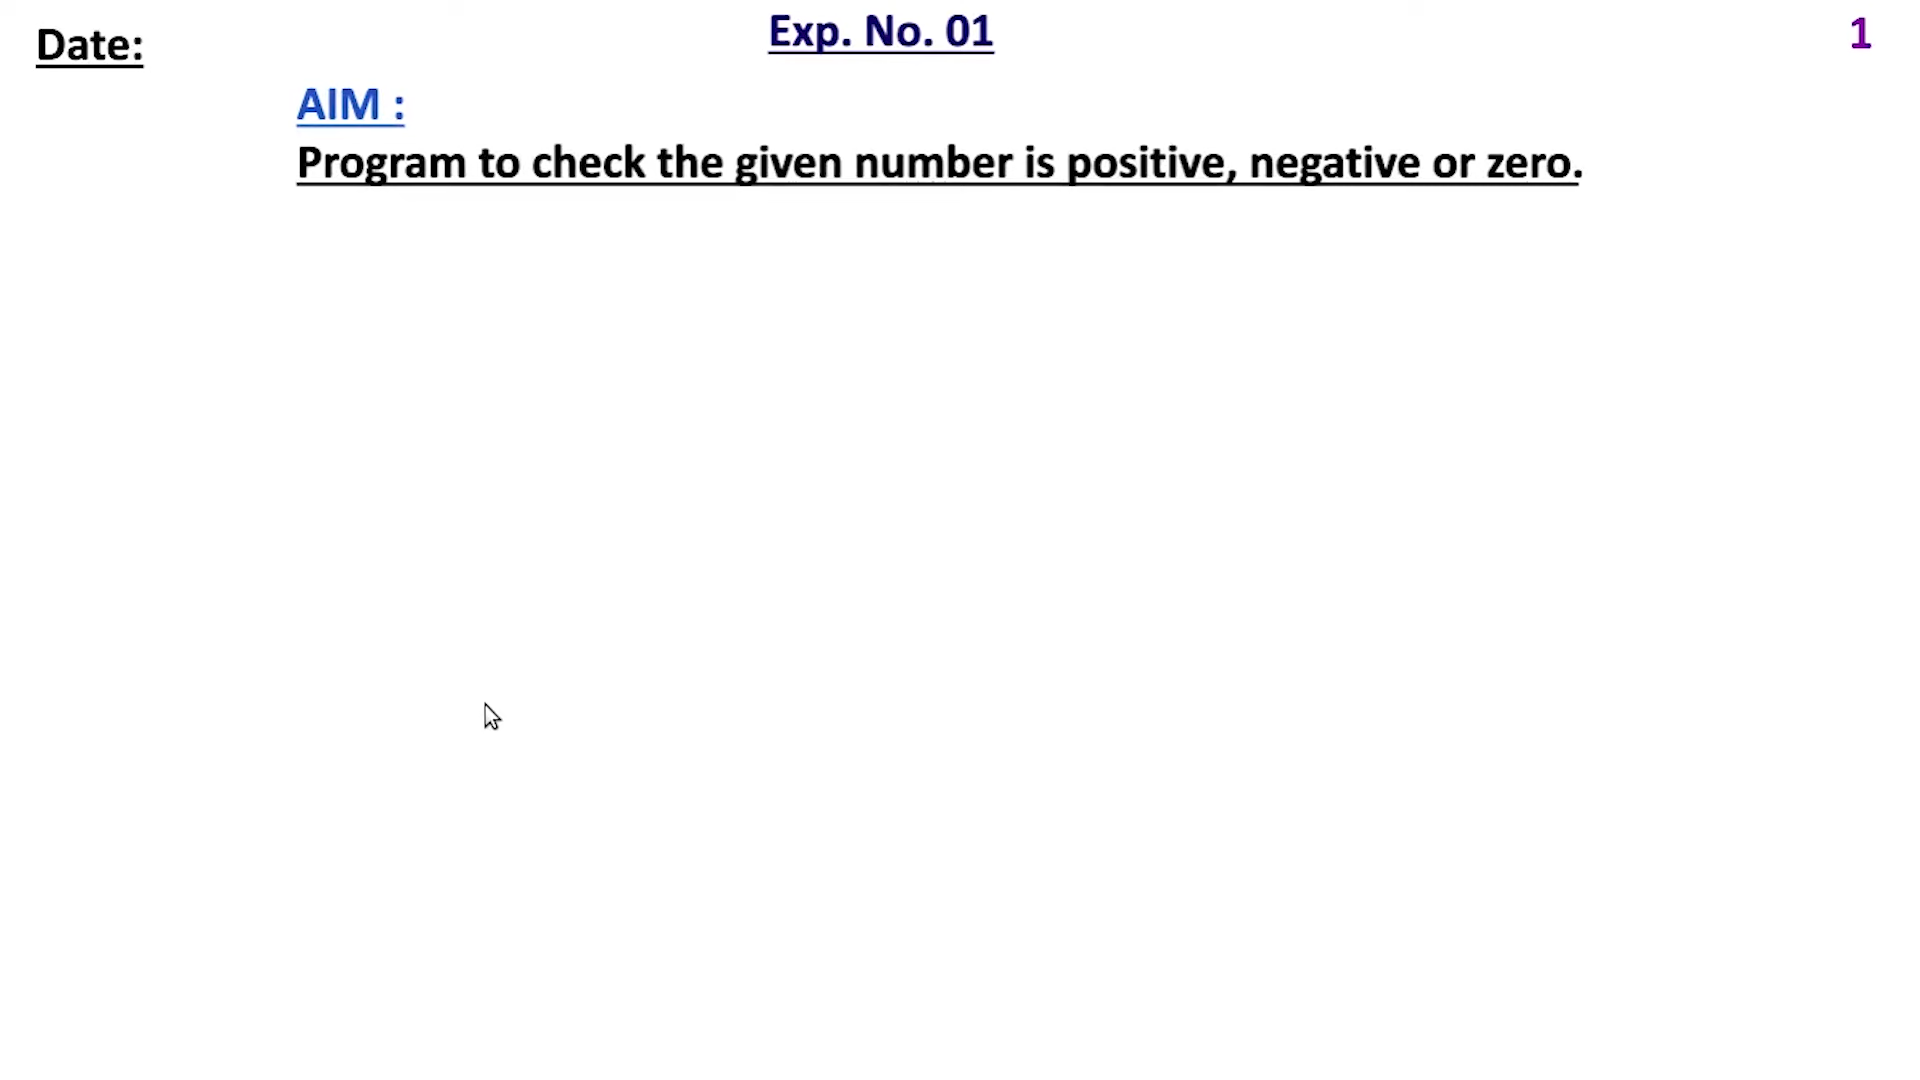 Date:
Exp. No. 01
1
AIM :
Program to check the given number is positive, negative or zero.